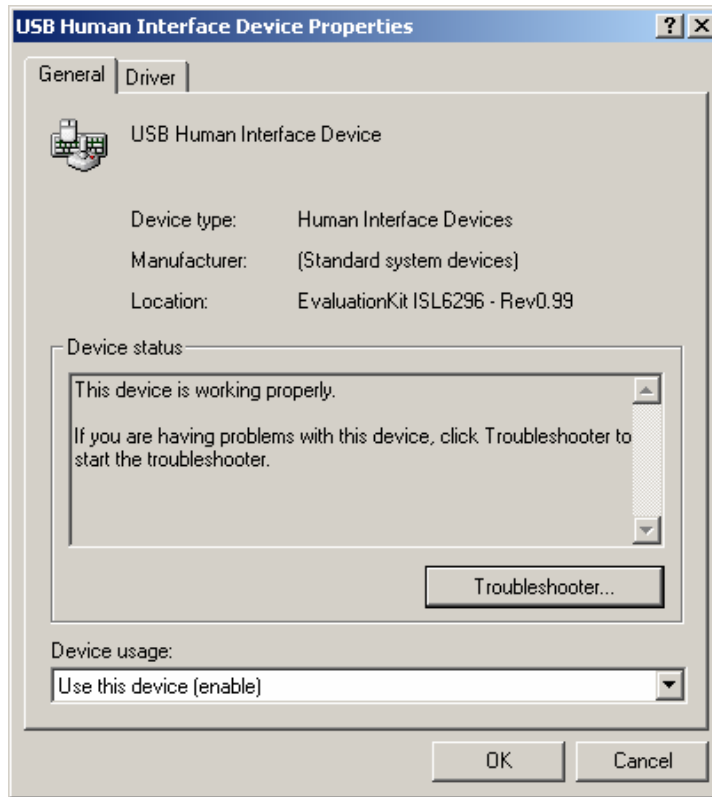 USB Human Interface Device Properties
General
Driver
USB Human Interface Device
Device type: Human Interface Devices
Manufacturer: (Standard system devices)
Location: EvaluationKit ISL6296 - Rev0.99
Device status
This device is working properly.
If you are having problems with this device, click Troubleshooter to
start the troubleshooter.
Troubleshooter...
Device usage:
Use this device (enable)
OK
Cancel